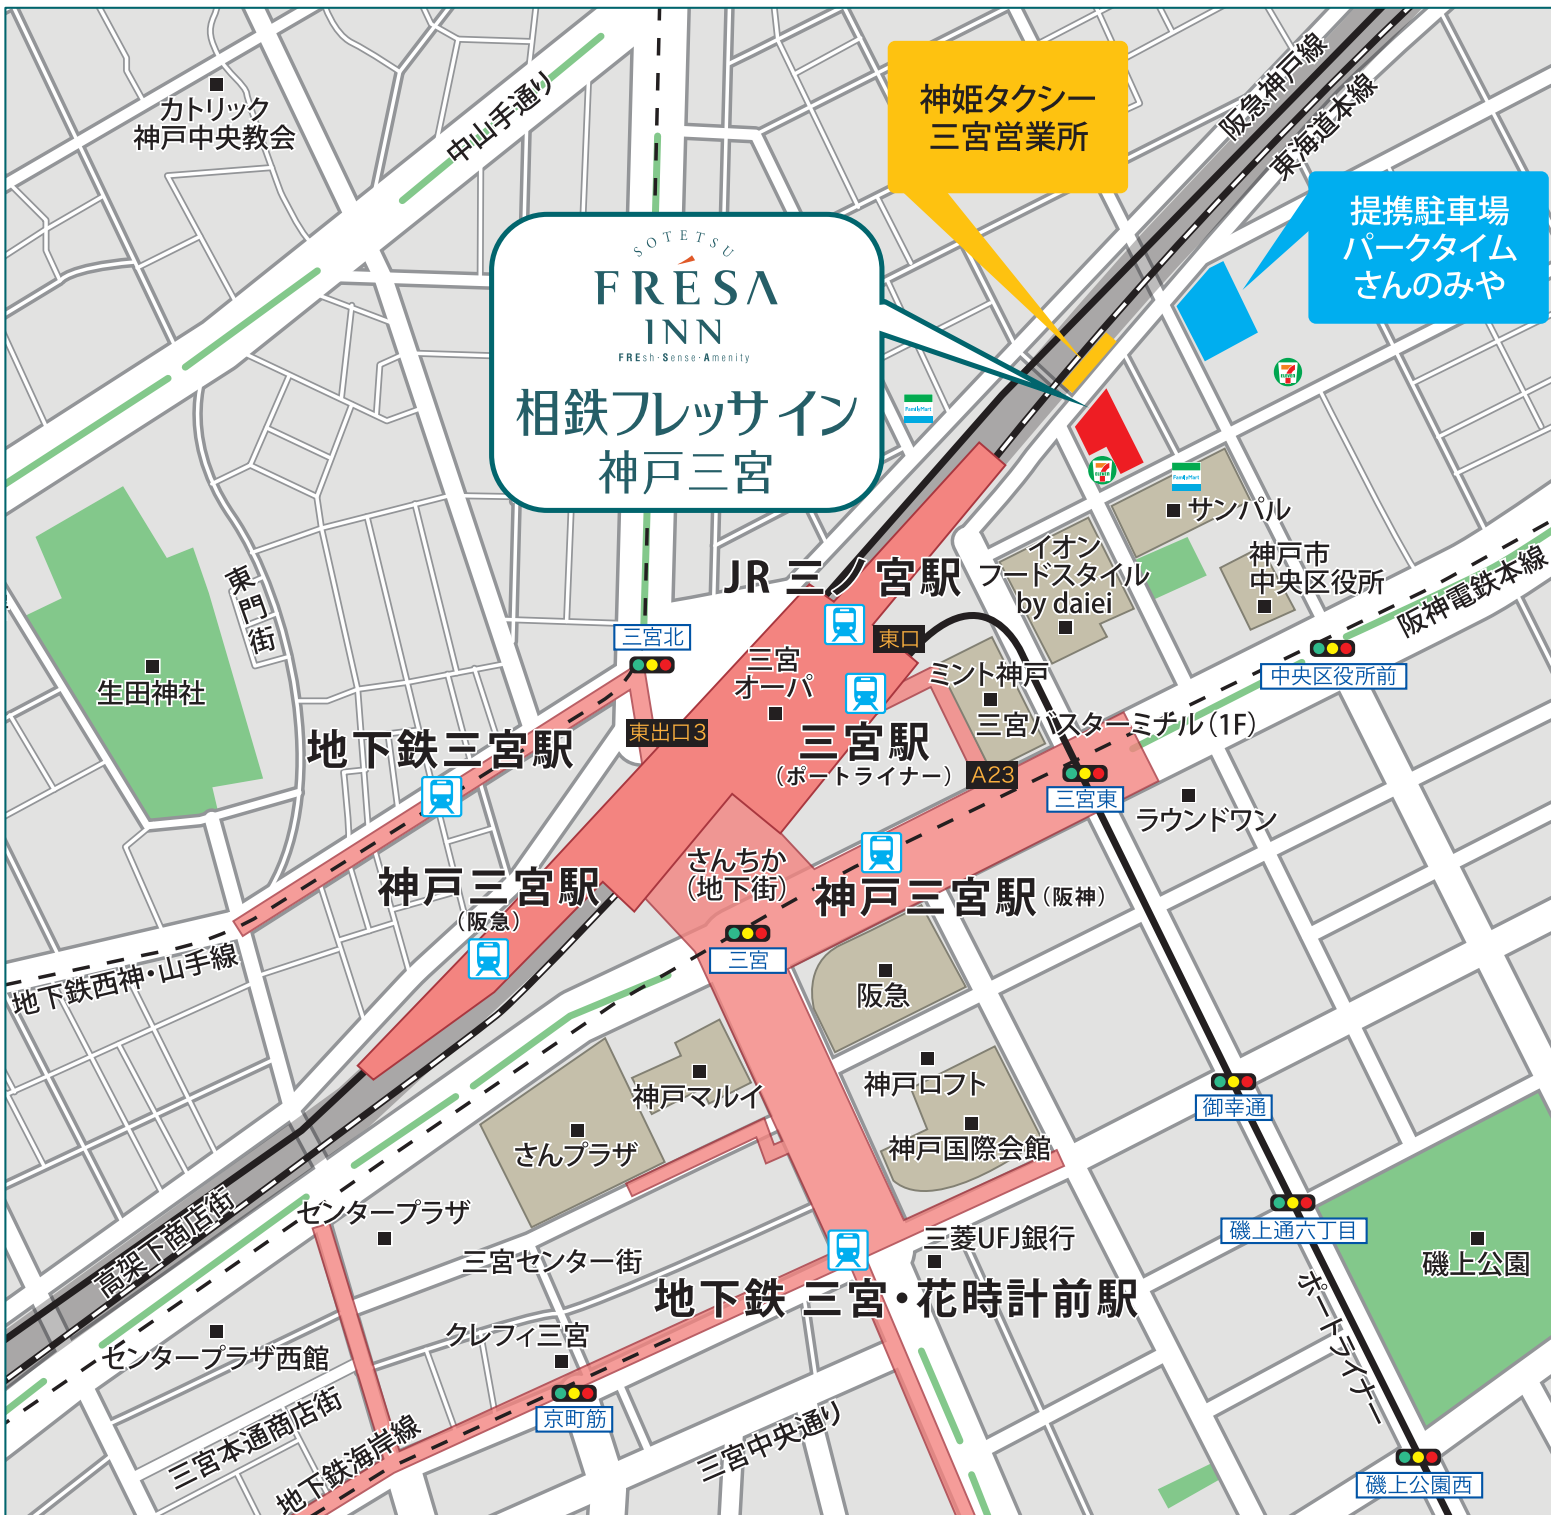 カトリック
神戸中央教会
中山手通り
神姫タクシー
三宮営業所
阪急神戸線
東海道本線
提携駐車場
パークタイム
さんのみや
SOTETSU
FRÉSA
INN
FREsh・Sense・Amenity
相鉄フレッサイン
神戸三宮
7
ELEVEN
FamilyMart
7
ELEVEN
FamilyMart
サンパル
神戸市
中央区役所
イオン
フードスタイル
by daiei
阪神電鉄本線
中央区役所前
JR 三ノ宮駅
東口
東門街
三宮北
三宮
オーパ
ミント神戸
三宮バスターミナル(1F)
生田神社
東出口3
地下鉄三宮駅
三宮駅
(ポートライナー)
A23
三宮東
ラウンドワン
さんちか
(地下街)
神戸三宮駅
(阪急)
神戸三宮駅(阪神)
三宮
地下鉄西神・山手線
阪急
神戸マルイ
神戸ロフト
神戸国際会館
さんプラザ
御幸通
磯上通六丁目
磯上公園
センタープラザ
高架下商店街
三宮センター街
三菱UFJ銀行
地下鉄 三宮・花時計前駅
ポートライナー
センタープラザ西館
クレフィ三宮
京町筋
三宮本通商店街
地下鉄海岸線
三宮中央通り
磯上公園西